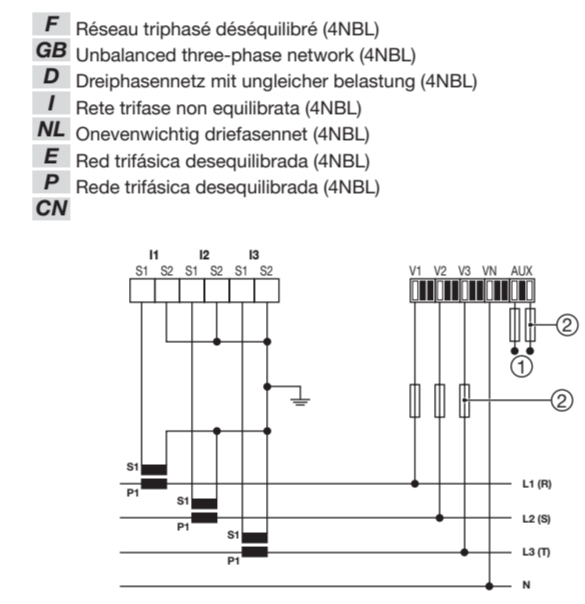 F Réseau triphasé déséquilibré (4NBL)
GB Unbalanced three-phase network (4NBL)
D Dreiphasennetz mit ungleicher belastung (4NBL)
I Rete trifase non equilibrata (4NBL)
NL Onevenwichtig driefasennet (4NBL)
E Red trifásica desequilibrada (4NBL)
P Rede trifásica desequilibrada (4NBL)
CN
I1 I2 I3
S1 S2 S1 S2 S1 S2
V1 V2 V3 VN AUX
2
1
2
S1
P1
L1 (R)
S1
P1
L2 (S)
S1
P1
L3 (T)
N